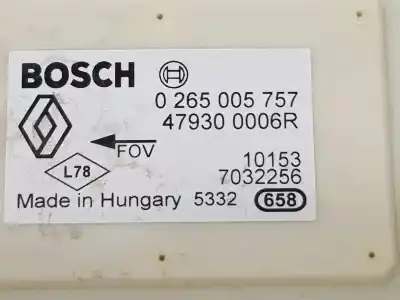 BOSCH
0 265 005 757
47930 0006R
FOV
L78
10153
7032256
Made in Hungary 5332 658